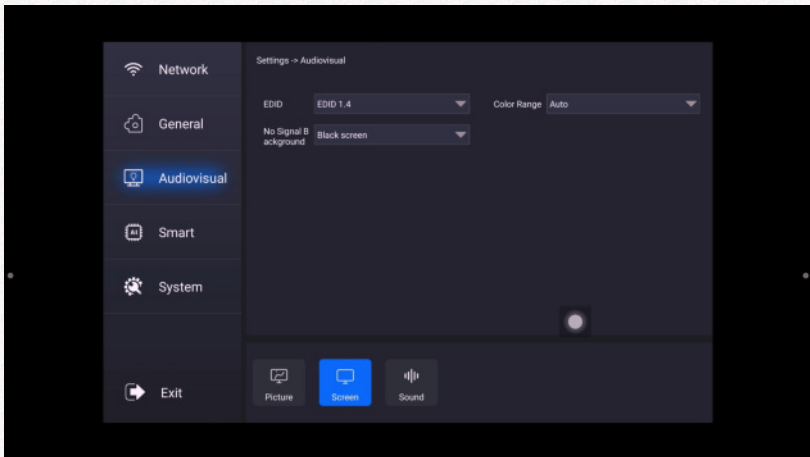 Network
Settings -> Audiovisual
EDID EDID 1.4 Color Range Auto
General
No Signal B
ackground
Black screen
Audiovisual
AI
Smart
System
Exit
Picture Screen Sound